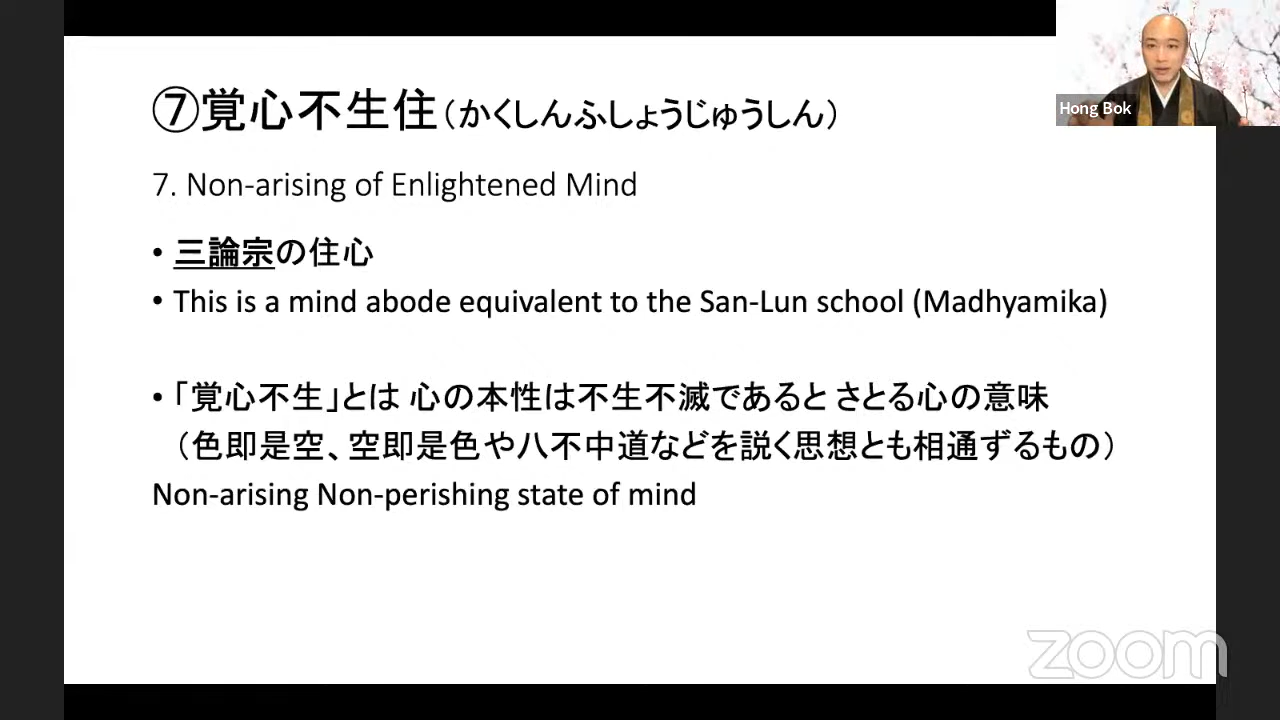 ⑦覚心不生住（かくしんふしょうじゅうしん）
7. Non-arising of Enlightened Mind
• 三論宗の住心
• This is a mind abode equivalent to the San-Lun school (Madhyamika)
• 「覚心不生」とは 心の本性は不生不滅であると さとる心の意味
（色即是空、空即是色や八不中道などを説く思想とも相通ずるもの）
Non-arising Non-perishing state of mind
Hong Bok
zoom